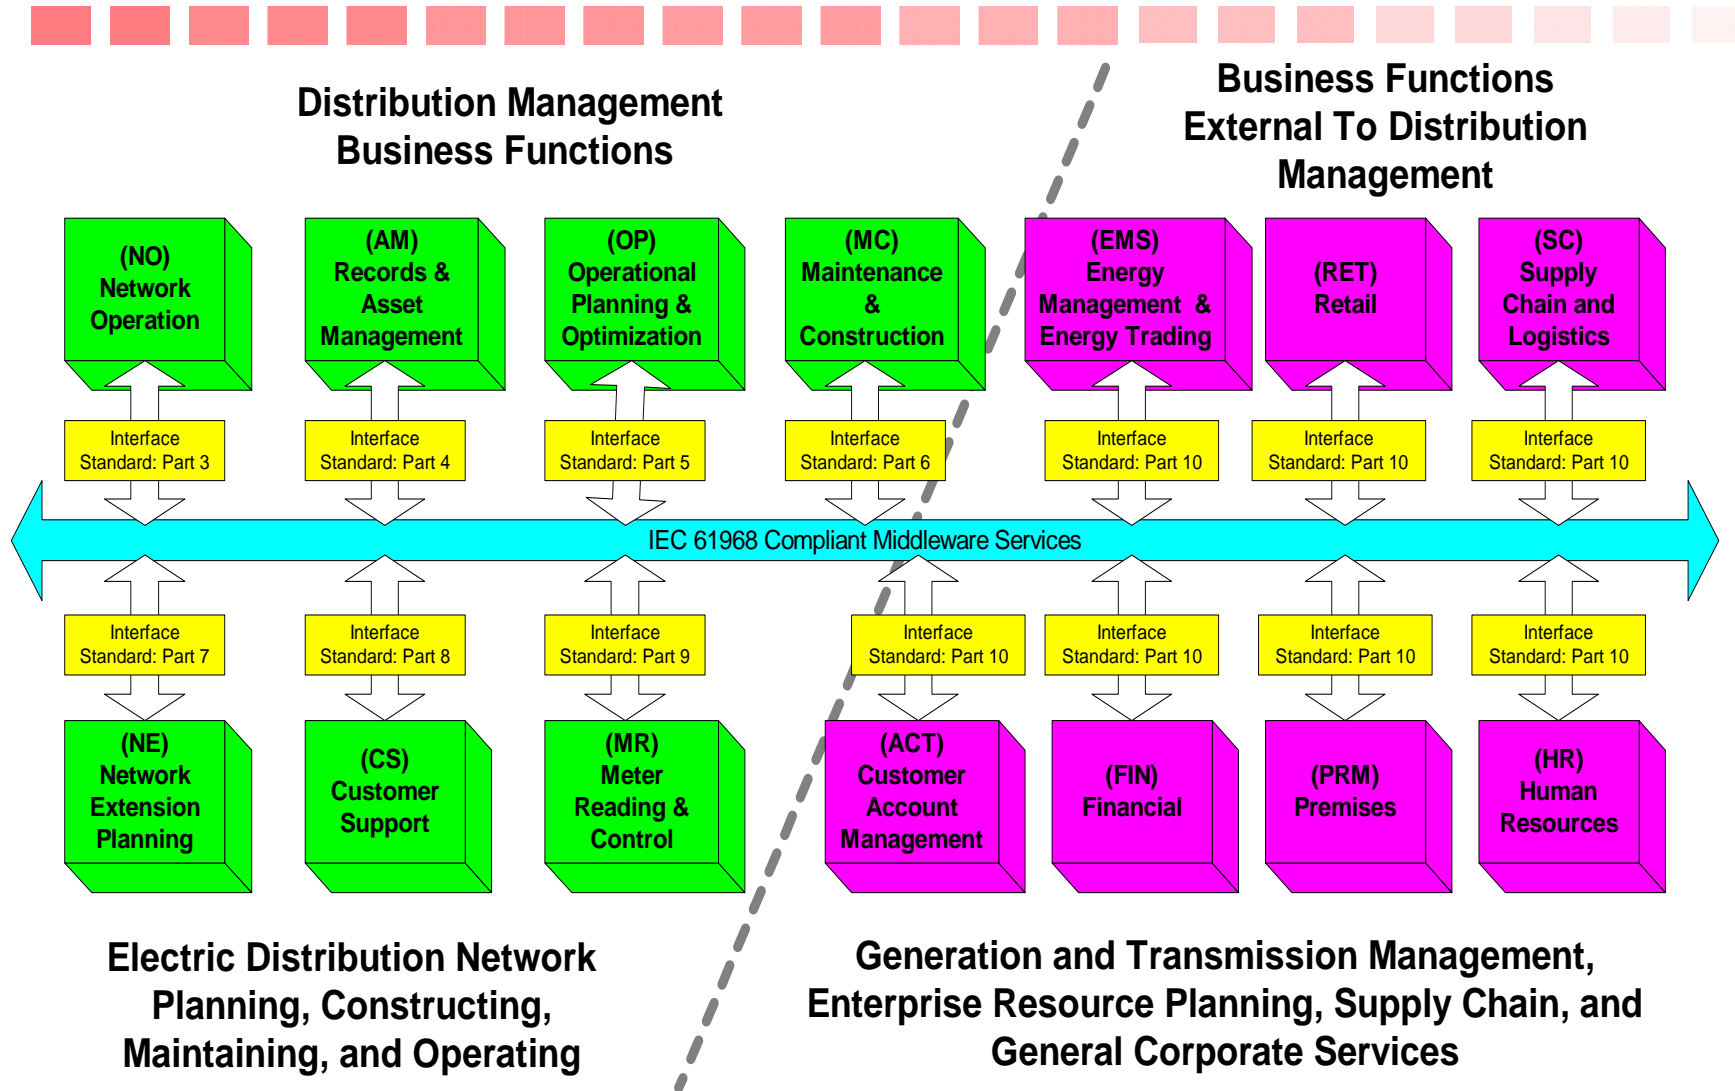 Distribution Management
Business Functions
Business Functions
External To Distribution
Management
(NO)
Network
Operation
(AM)
Records &
Asset
Management
(OP)
Operational
Planning &
Optimization
(MC)
Maintenance
&
Construction
(EMS)
Energy
Management &
Energy Trading
(RET)
Retail
(SC)
Supply
Chain and
Logistics
Interface
Standard: Part 3
Interface
Standard: Part 4
Interface
Standard: Part 5
Interface
Standard: Part 6
Interface
Standard: Part 10
Interface
Standard: Part 10
Interface
Standard: Part 10
IEC 61968 Compliant Middleware Services
Interface
Standard: Part 7
Interface
Standard: Part 8
Interface
Standard: Part 9
Interface
Standard: Part 10
Interface
Standard: Part 10
Interface
Standard: Part 10
Interface
Standard: Part 10
(NE)
Network
Extension
Planning
(CS)
Customer
Support
(MR)
Meter
Reading &
Control
(ACT)
Customer
Account
Management
(FIN)
Financial
(PRM)
Premises
(HR)
Human
Resources
Electric Distribution Network
Planning, Constructing,
Maintaining, and Operating
Generation and Transmission Management,
Enterprise Resource Planning, Supply Chain, and
General Corporate Services